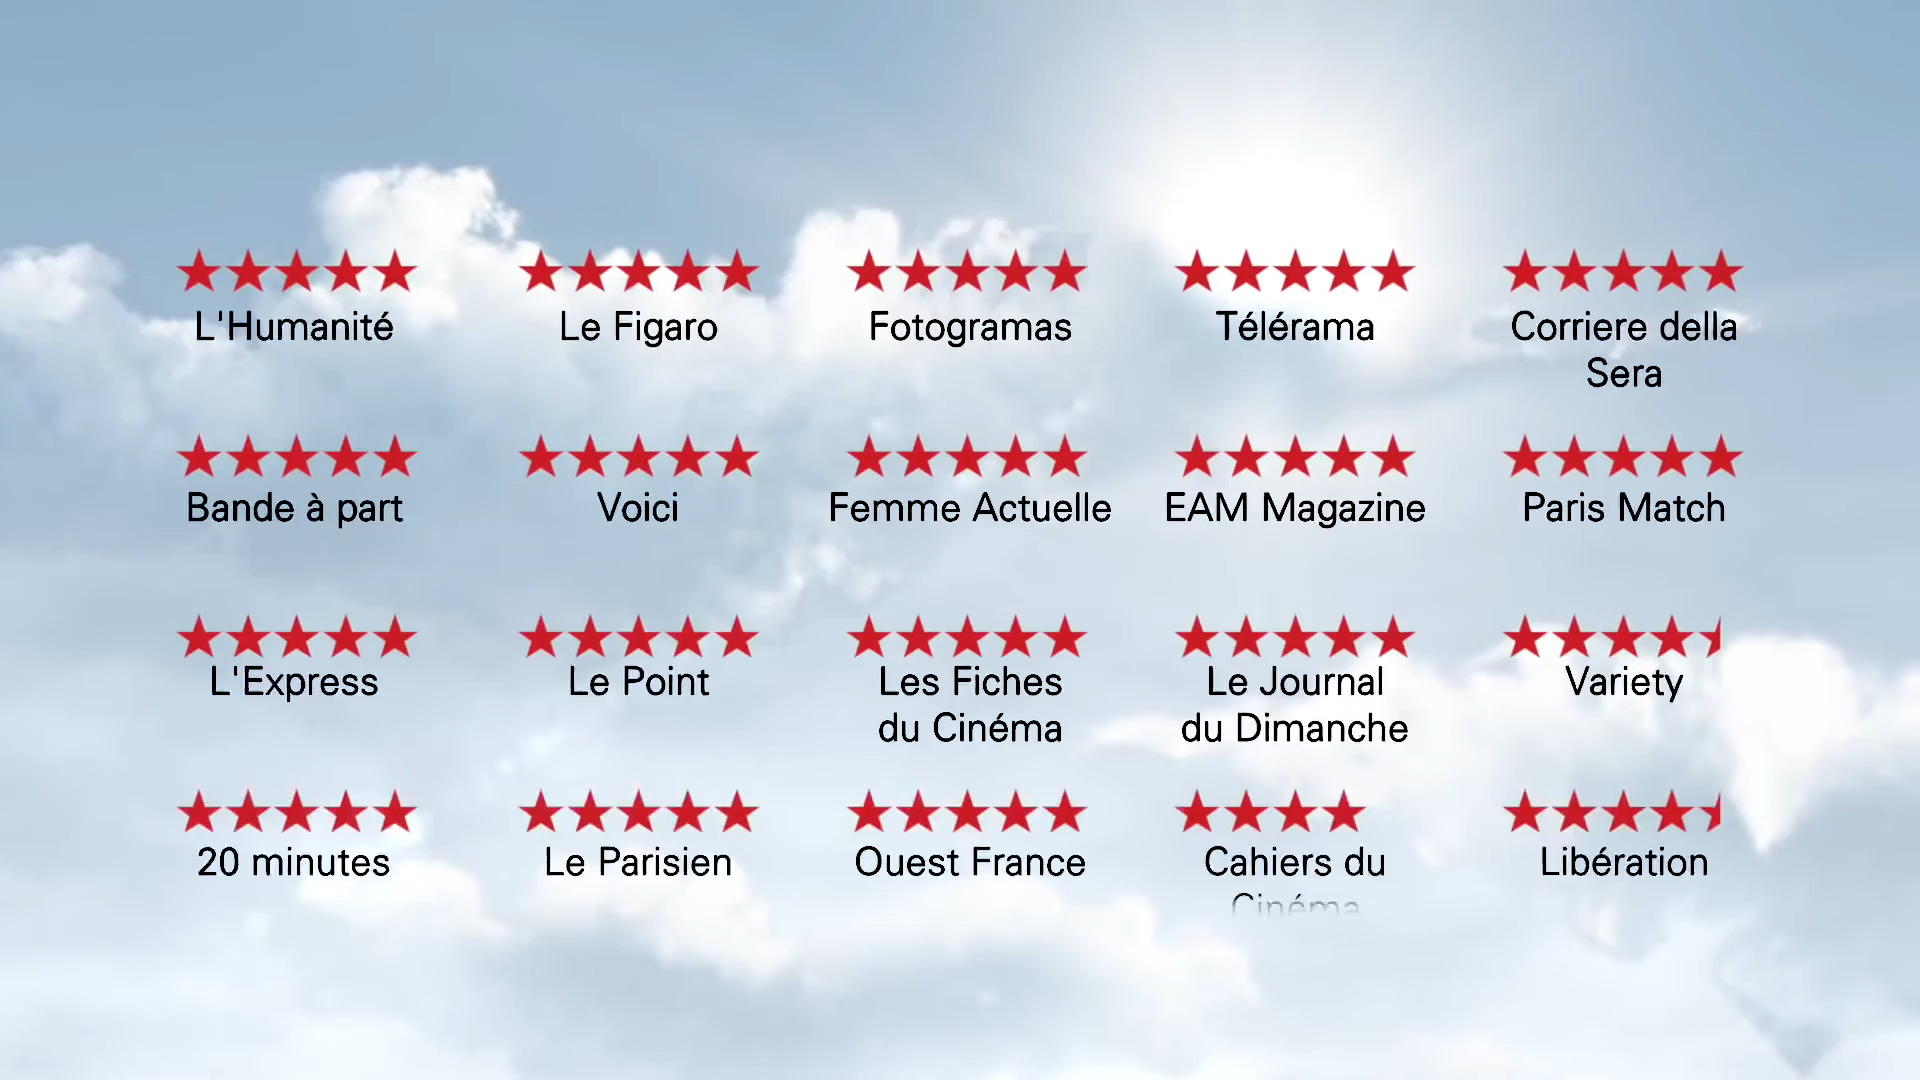 L'Humanité
Le Figaro
Fotogramas
Télérama
Corriere della
Sera
Bande à part
Voici
Femme Actuelle
EAM Magazine
Paris Match
L'Express
Le Point
Les Fiches
du Cinéma
Le Journal
du Dimanche
Variety
20 minutes
Le Parisien
Ouest France
Cahiers du
Cinéma
Libération